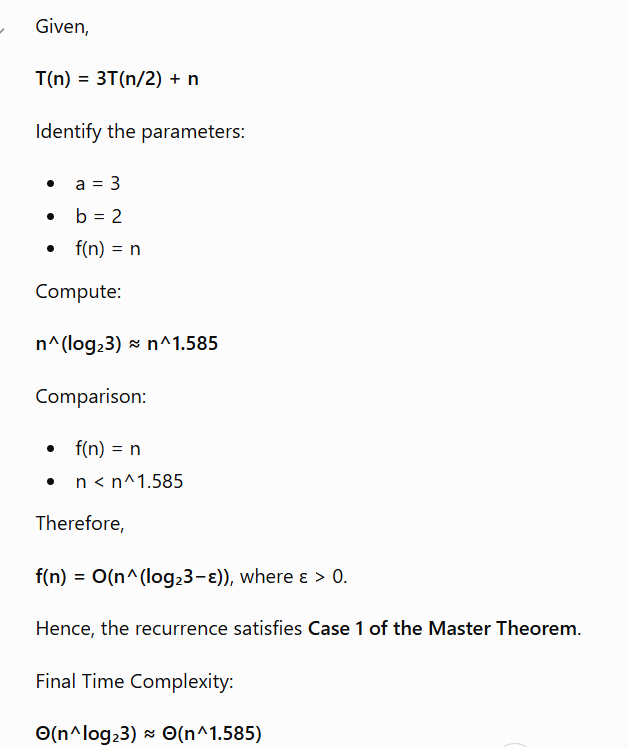 Given,
T(n) = 3T(n/2) + n
Identify the parameters:
• a = 3
• b = 2
• f(n) = n
Compute:
n^(log₂3) ≈ n^1.585
Comparison:
• f(n) = n
• n < n^1.585
Therefore,
f(n) = O(n^(log₂3−ε)), where ε > 0.
Hence, the recurrence satisfies Case 1 of the Master Theorem.
Final Time Complexity:
Θ(n^log₂3) ≈ Θ(n^1.585)